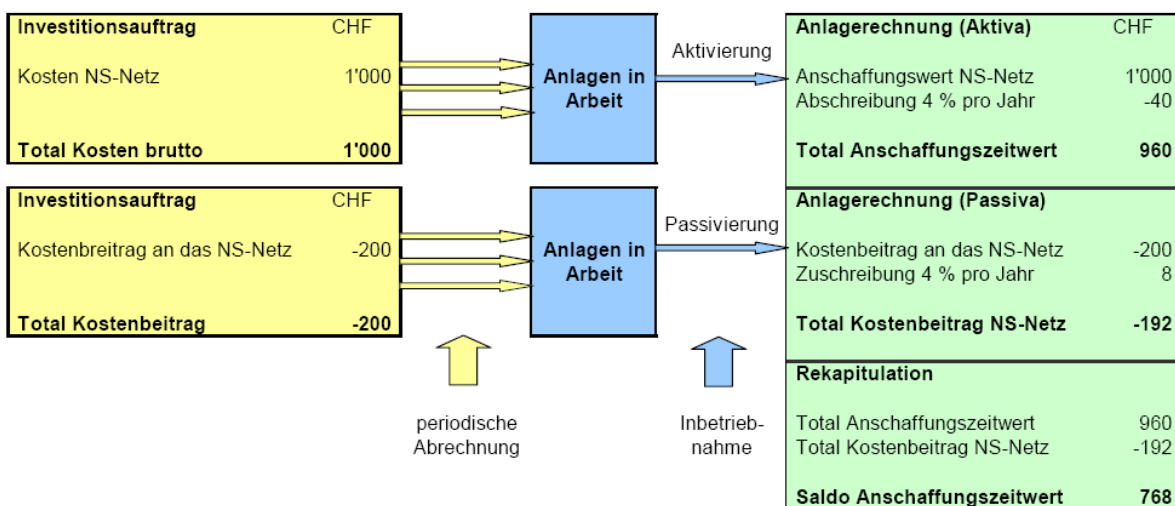 Investitionsauftrag CHF
Kosten NS-Netz 1'000
Total Kosten brutto 1'000
Anlagen in
Arbeit
Aktivierung
Anlagerechnung (Aktiva) CHF
Anschaffungswert NS-Netz 1'000
Abschreibung 4 % pro Jahr -40
Total Anschaffungszeitwert 960
Investitionsauftrag CHF
Kostenbreitrag an das NS-Netz -200
Total Kostenbeitrag -200
Anlagen in
Arbeit
Passivierung
Anlagerechnung (Passiva)
Kostenbeitrag an das NS-Netz -200
Zuschreibung 4 % pro Jahr 8
Total Kostenbeitrag NS-Netz -192
periodische
Abrechnung
Inbetrieb-
nahme
Rekapitulation
Total Anschaffungszeitwert 960
Total Kostenbeitrag NS-Netz -192
Saldo Anschaffungszeitwert 768